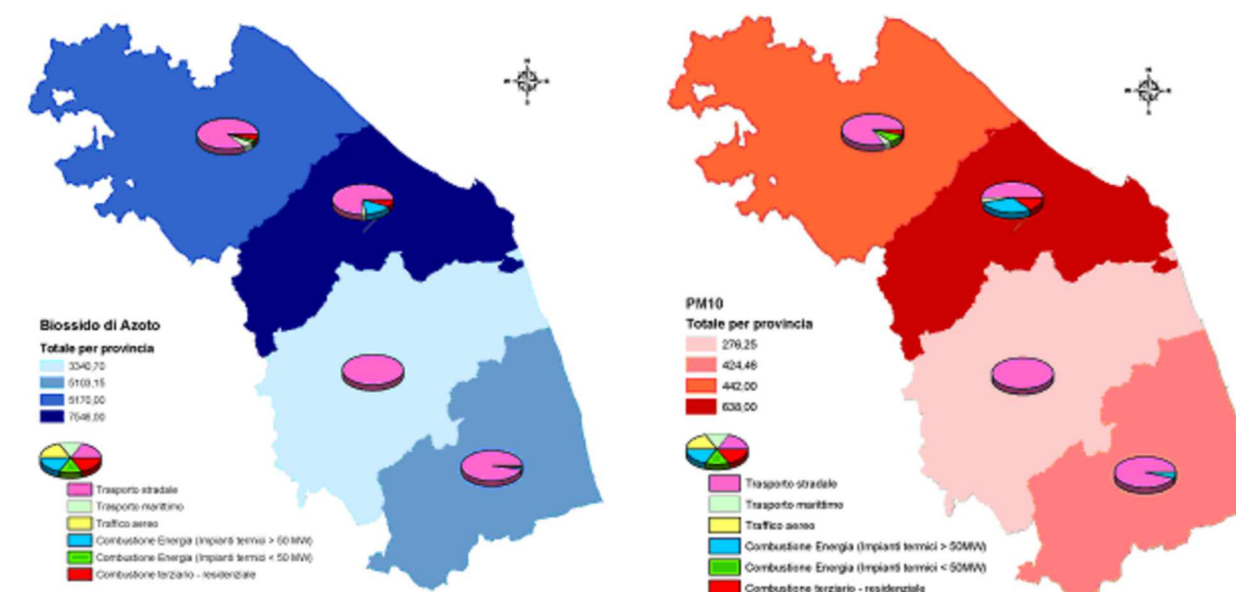 Biossido di Azoto
Totale per provincia
3340,70
5103,15
5170,00
7546,00
Trasporto stradale
Trasporto marittimo
Traffico aereo
Combustione Energia (Impianti termici > 50 MW)
Combustione Energia (Impianti termici < 50 MW)
Combustione terziario - residenziale
PM10
Totale per provincia
276,25
424,46
442,00
638,00
Trasporto stradale
Trasporto marittimo
Traffico aereo
Combustione Energia (Impianti termici > 50MW)
Combustione Energia (Impianti termici < 50MW)
Combustione terziario - residenziale